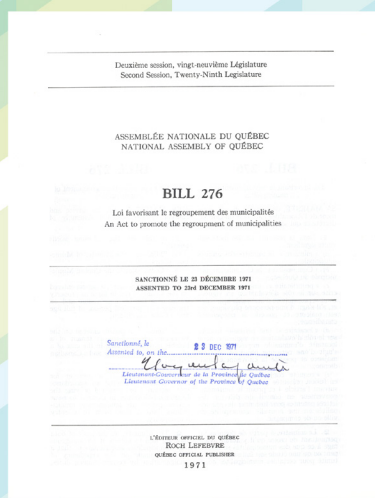 Deuxième session, vingt-neuvième Législature
Second Session, Twenty-Ninth Legislature
ASSEMBLÉE NATIONALE DU QUÉBEC
NATIONAL ASSEMBLY OF QUÉBEC
BILL 276
Loi favorisant le regroupement des municipalités
An Act to promote the regroupment of municipalities
SANCTIONNÉ LE 23 DÉCEMBRE 1971
ASSENTED TO 23rd DECEMBER 1971
Sanctionné, le
Assented to, on the 23 DEC 1971
Lieutenant-Gouverneur de la Province de Québec
Lieutenant Governor of the Province of Quebec
L'ÉDITEUR OFFICIEL DU QUÉBEC
ROCH LEFEBVRE
QUÉBEC OFFICIAL PUBLISHER
1971